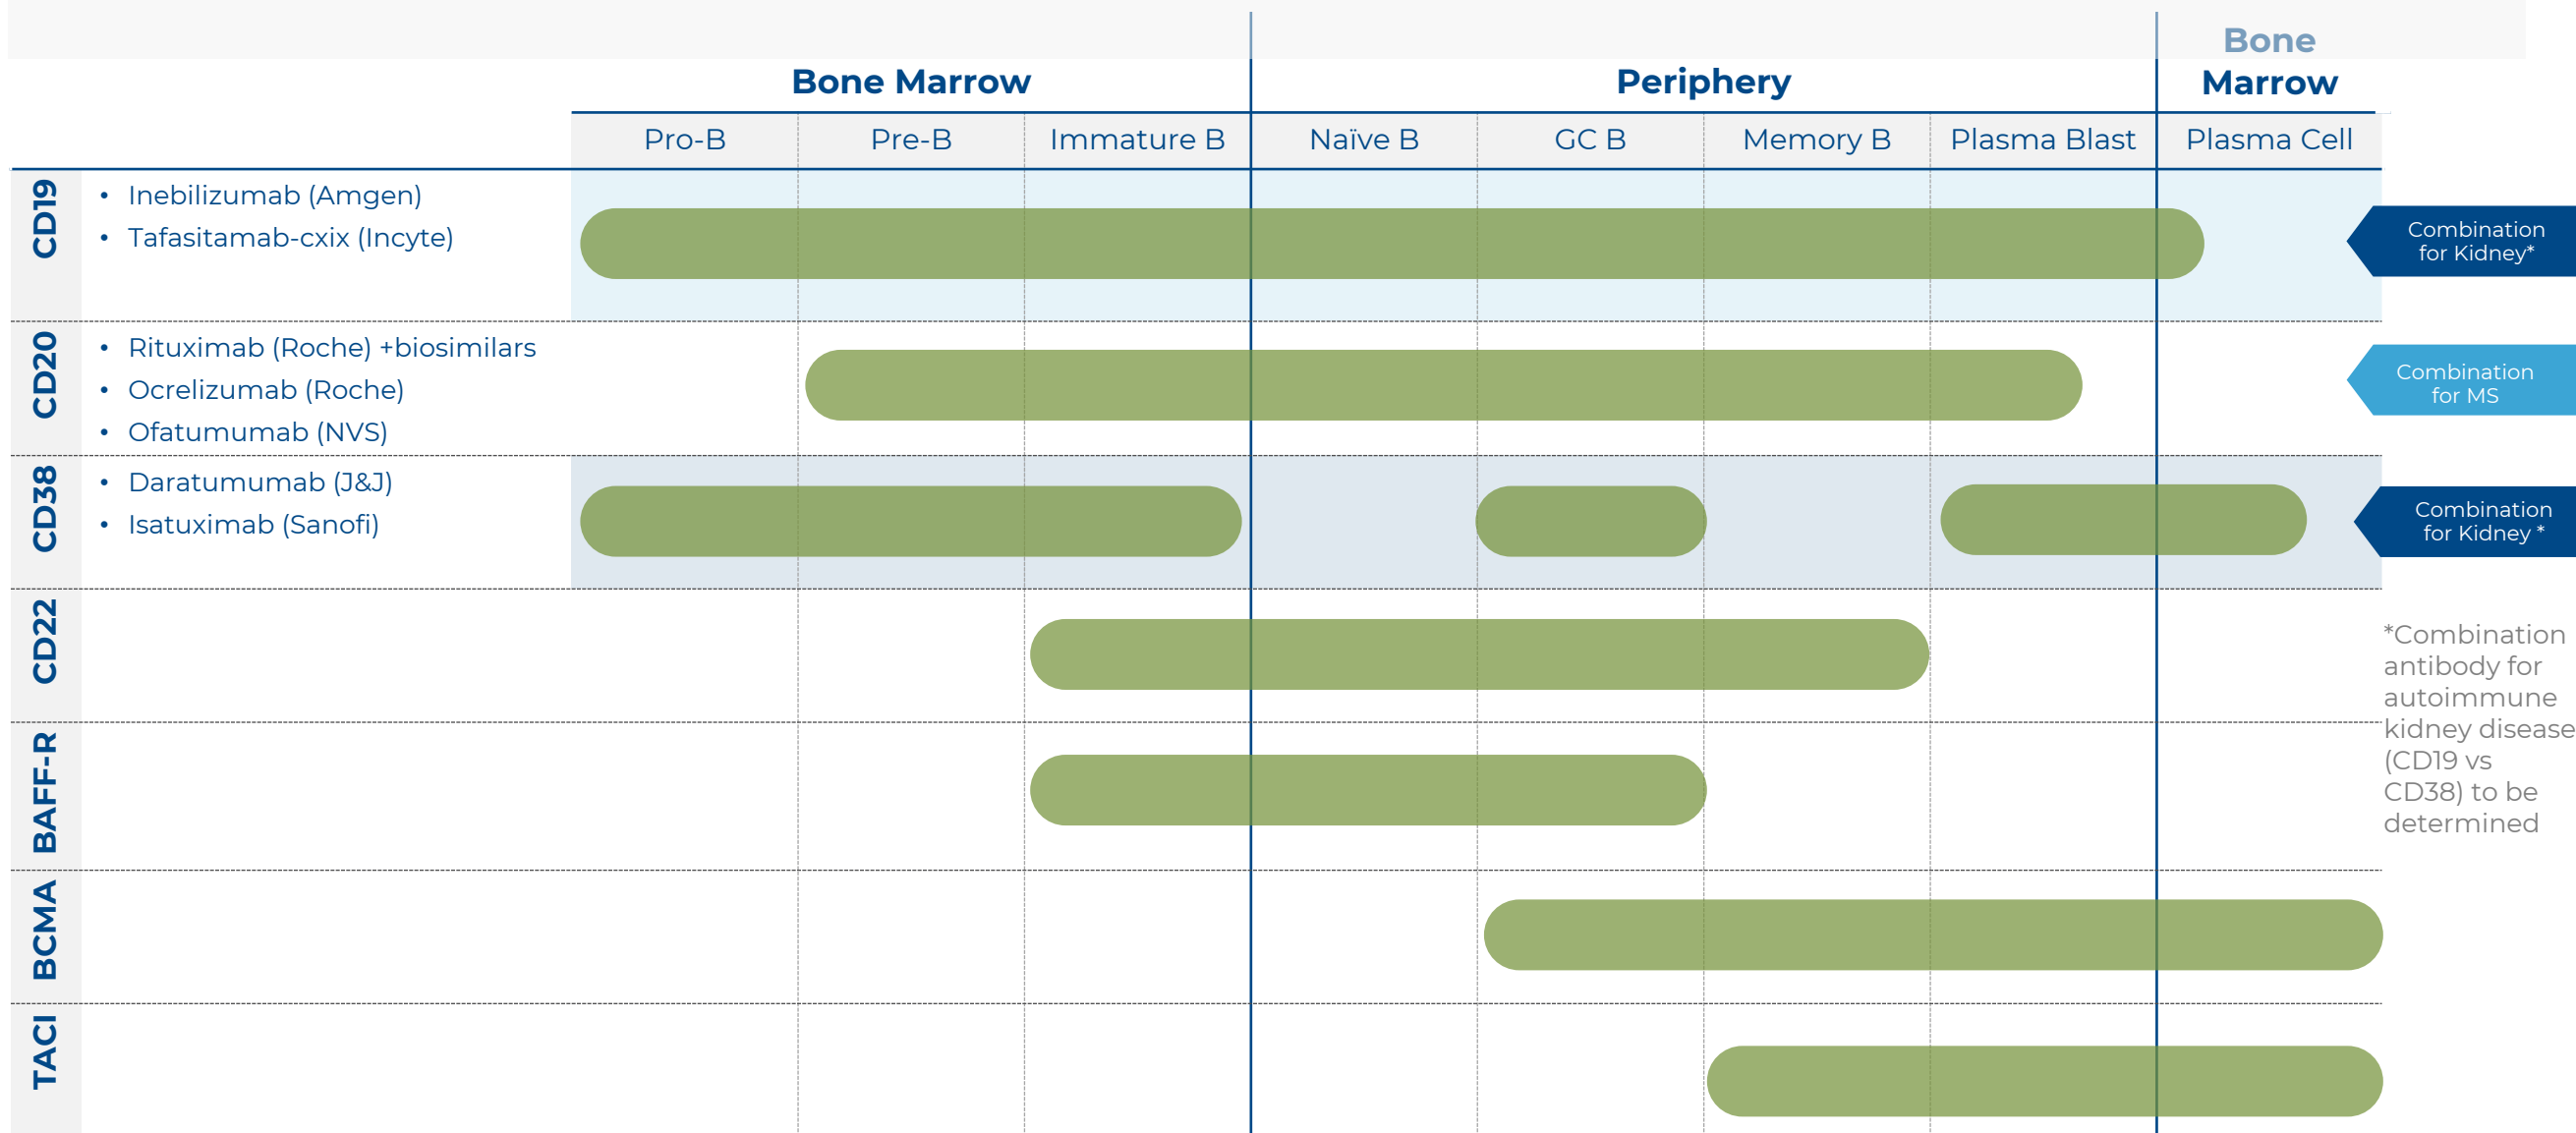 Bone
Bone Marrow
Periphery
Marrow
Pro-B
Pre-B
Immature B
Naïve B
GC B
Memory B
Plasma Blast
Plasma Cell
CD19
• Inebilizumab (Amgen)
• Tafasitamab-cxix (Incyte)
Combination
for Kidney*
CD20
• Rituximab (Roche) +biosimilars
• Ocrelizumab (Roche)
• Ofatumumab (NVS)
Combination
for MS
CD38
• Daratumumab (J&J)
• Isatuximab (Sanofi)
Combination
for Kidney *
CD22
BAFF-R
BCMA
TACI
*Combination
antibody for
autoimmune
kidney disease
(CD19 vs
CD38) to be
determined